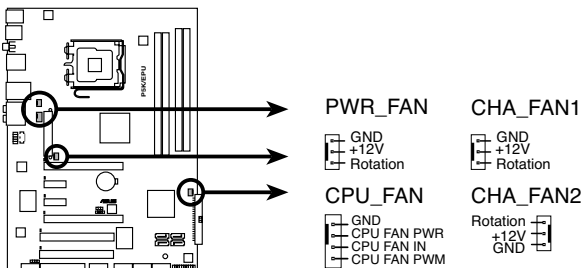 P5K/EPU
PWR_FAN
GND
+12V
Rotation
CHA_FAN1
GND
+12V
Rotation
CPU_FAN
GND
CPU FAN PWR
CPU FAN IN
CPU FAN PWM
CHA_FAN2
Rotation
+12V
GND
ASUS